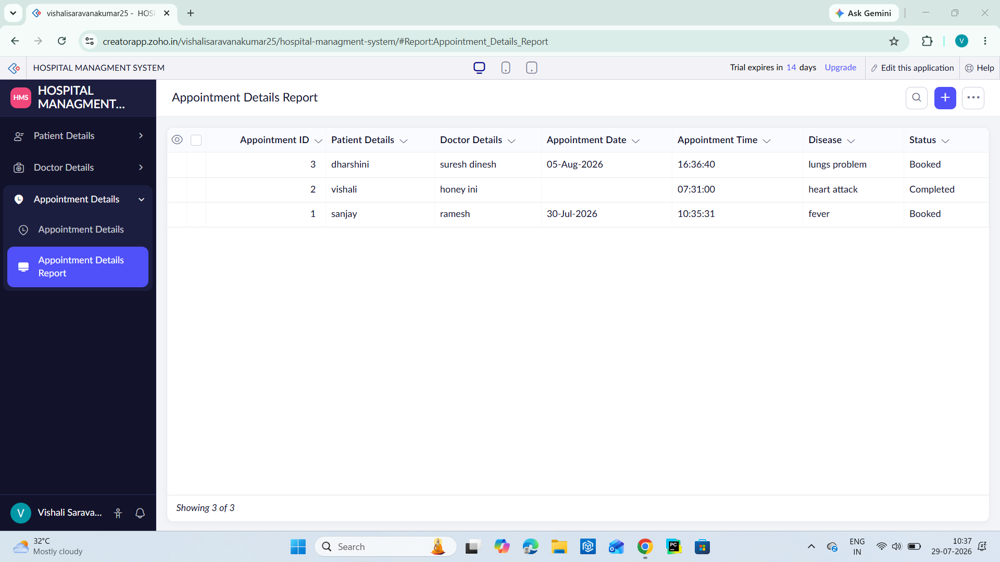 vishalisaravanakumar25 - HOSP
Ask Gemini
creatorapp.zoho.in/vishalisaravanakumar25/hospital-managment-system/#Report:Appointment_Details_Report
V
HOSPITAL MANAGMENT SYSTEM
Trial expires in 14 days Upgrade
Edit this application
Help
HMS
HOSPITAL
MANAGMENT...
Patient Details
Doctor Details
Appointment Details
Appointment Details
Appointment Details
Report
Appointment Details Report
Appointment ID Patient Details Doctor Details Appointment Date Appointment Time Disease Status
3 dharshini suresh dinesh 05-Aug-2026 16:36:40 lungs problem Booked
2 vishali honey ini 07:31:00 heart attack Completed
1 sanjay ramesh 30-Jul-2026 10:35:31 fever Booked
Showing 3 of 3
V Vishali Sarava...
32°C
Mostly cloudy
Search
PC
ENG
IN
10:37
29-07-2026